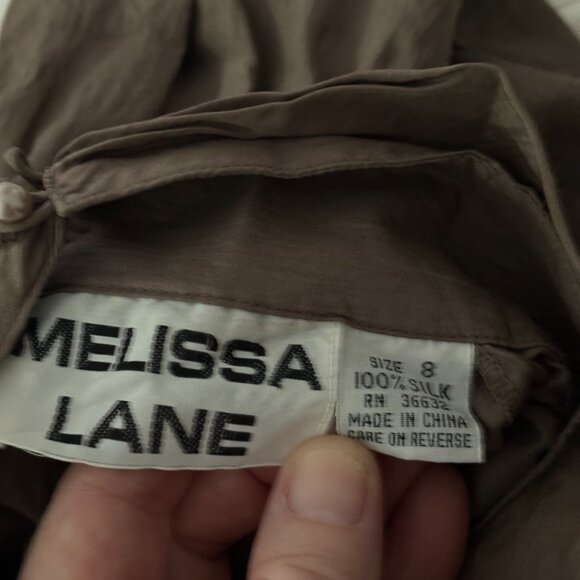 MELISSA
LANE
SIZE 8
100% SILK
RN 36632
MADE IN CHINA
CARE ON REVERSE